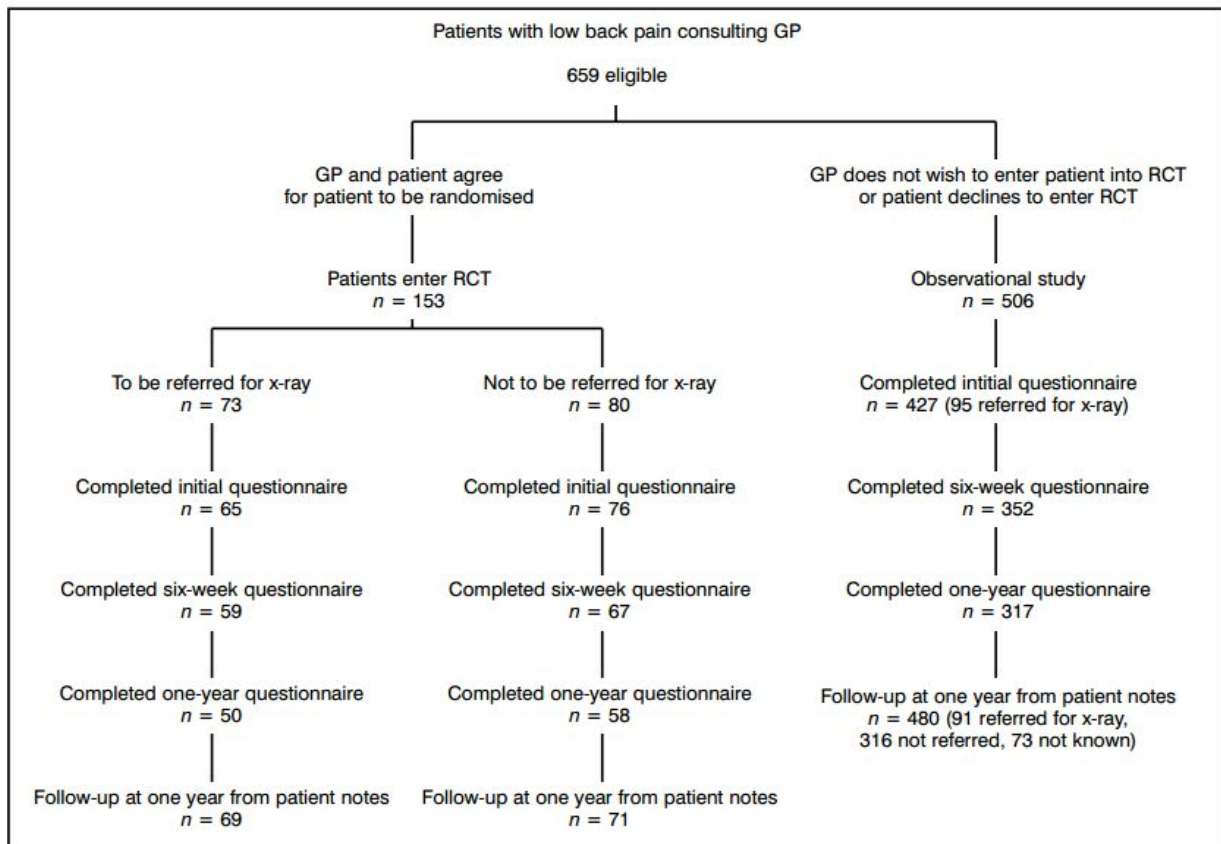 Patients with low back pain consulting GP
659 eligible
GP and patient agree
for patient to be randomised
GP does not wish to enter patient into RCT
or patient declines to enter RCT
Patients enter RCT
n = 153
Observational study
n = 506
To be referred for x-ray
n = 73
Not to be referred for x-ray
n = 80
Completed intitial questionnaire
n = 427 (95 referred for x-ray)
Completed initial questionnaire
n = 65
Completed initial questionnaire
n = 76
Completed six-week questionnaire
n = 352
Completed six-week questionnaire
n = 59
Completed six-week questionnaire
n = 67
Completed one-year questionnaire
n = 317
Completed one-year questionnaire
n = 50
Completed one-year questionnaire
n = 58
Follow-up at one year from patient notes
n = 480 (91 referred for x-ray,
316 not referred, 73 not known)
Follow-up at one year from patient notes
n = 69
Follow-up at one year from patient notes
n = 71